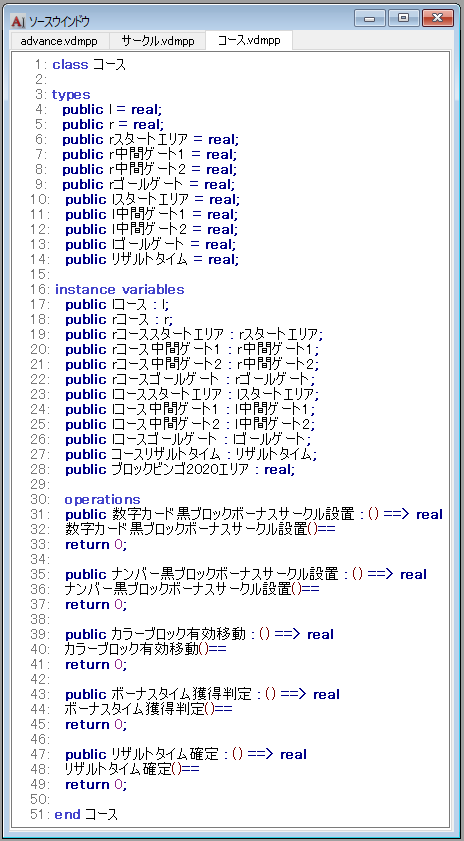 ソースウインドウ
advance.vdmpp サークル.vdmpp コース.vdmpp
1: class コース
2:
3: types
4: public l = real;
5: public r = real;
6: public rスタートエリア = real;
7: public r中間ゲート1 = real;
8: public r中間ゲート2 = real;
9: public rゴールゲート = real;
10: public lスタートエリア = real;
11: public l中間ゲート1 = real;
12: public l中間ゲート2 = real;
13: public lゴールゲート = real;
14: public リザルトタイム = real;
15:
16: instance variables
17: public lコース : l;
18: public rコース : r;
19: public rコーススタートエリア : rスタートエリア;
20: public rコース中間ゲート1 : r中間ゲート1;
21: public rコース中間ゲート2 : r中間ゲート2;
22: public rコースゴールゲート : rゴールゲート;
23: public lコーススタートエリア : lスタートエリア;
24: public lコース中間ゲート1 : l中間ゲート1;
25: public lコース中間ゲート2 : l中間ゲート2;
26: public lコースゴールゲート : lゴールゲート;
27: public コースリザルトタイム : リザルトタイム;
28: public ブロックビンゴ2020エリア : real;
29:
30: operations
31: public 数字カード黒ブロックボーナスサークル設置 : () ==> real
32: 数字カード黒ブロックボーナスサークル設置()==
33: return 0;
34:
35: public ナンバー黒ブロックボーナスサークル設置 : () ==> real
36: ナンバー黒ブロックボーナスサークル設置()==
37: return 0;
38:
39: public カラーブロック有効移動 : () ==> real
40: カラーブロック有効移動()==
41: return 0;
42:
43: public ボーナスタイム獲得判定 : () ==> real
44: ボーナスタイム獲得判定()==
45: return 0;
46:
47: public リザルトタイム確定 : () ==> real
48: リザルトタイム確定()==
49: return 0;
50:
51: end コース